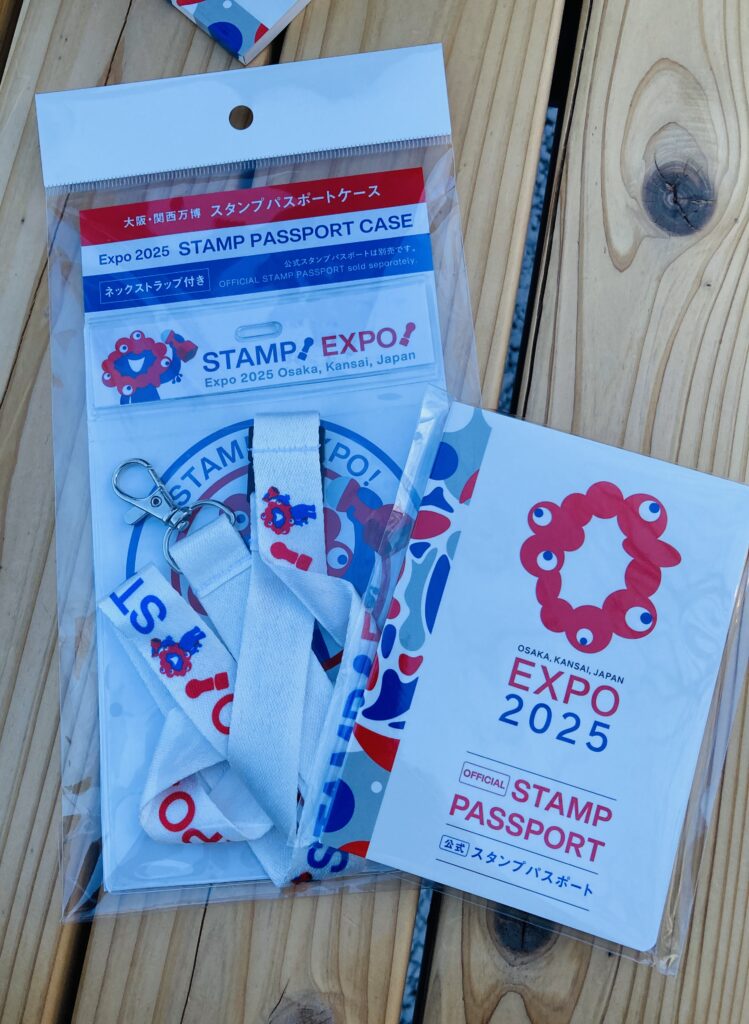 大阪・関西万博 スタンプパスポートケース
Expo 2025 STAMP PASSPORT CASE
公式スタンプパスポートは別売です。
ネックストラップ付き
OFFICIAL STAMP PASSPORT sold separately.
STAMP! EXPO!
Expo 2025 Osaka, Kansai, Japan
STAMP! EXPO!
ST
STAMP
OSAKA, KANSAI, JAPAN
EXPO
2025
OFFICIAL STAMP
PASSPORT
公式 スタンプパスポート